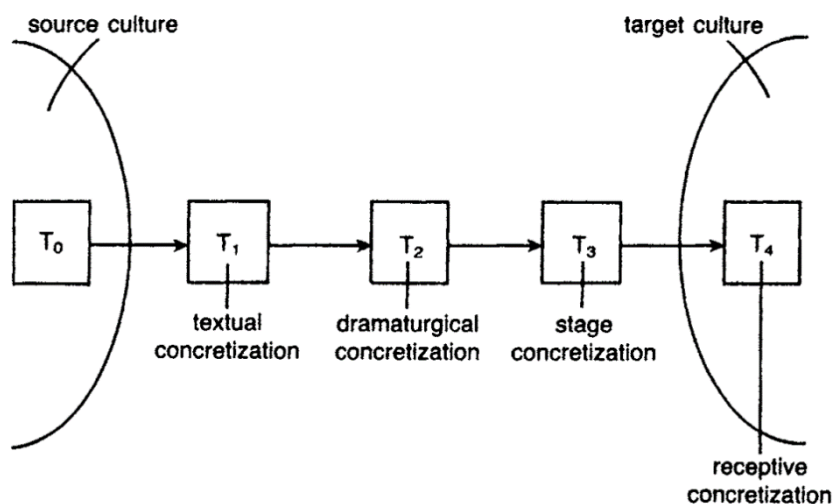 source culture
target culture
T₀
T₁
T₂
T₃
T₄
textual
concretization
dramaturgical
concretization
stage
concretization
receptive
concretization